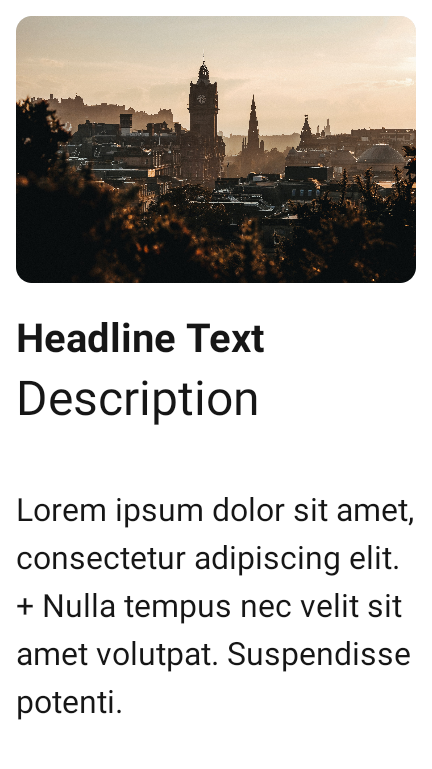 Headline Text
Description
Lorem ipsum dolor sit amet,
consectetur adipiscing elit.
+ Nulla tempus nec velit sit
amet volutpat. Suspendisse
potenti.